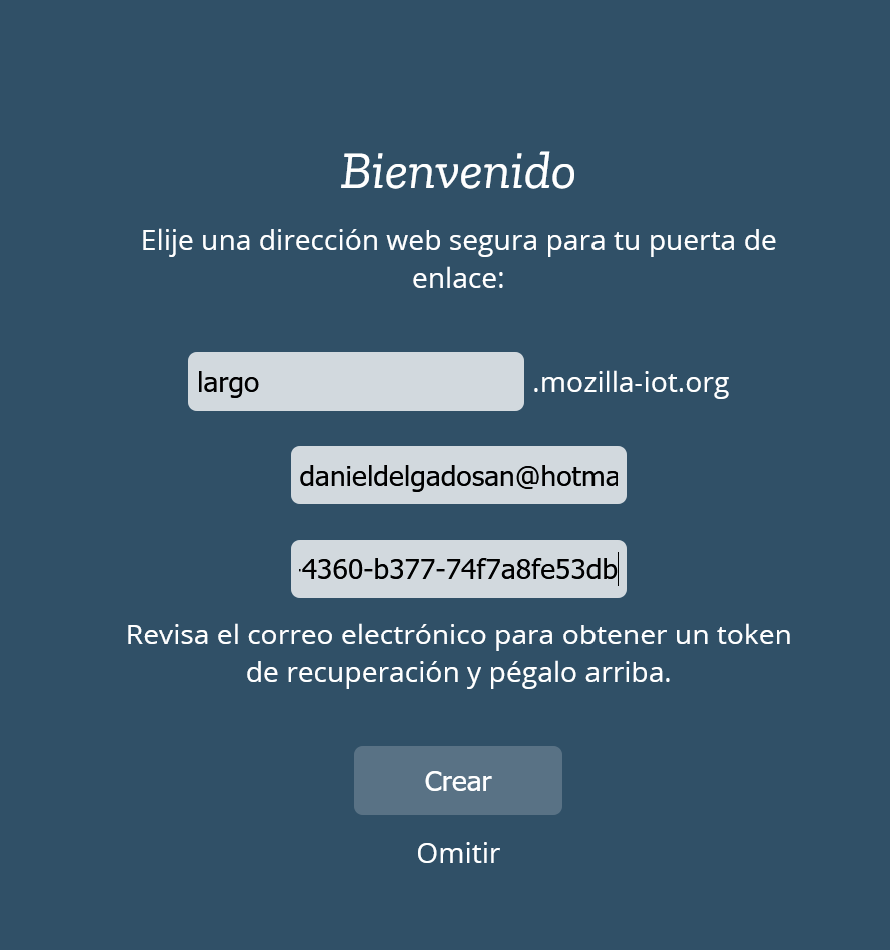 Bienvenido
Elije una dirección web segura para tu puerta de
enlace:
largo .mozilla-iot.org
danieldelgadosan@hotma
-4360-b377-74f7a8fe53db
Revisa el correo electrónico para obtener un token
de recuperación y pégalo arriba.
Crear
Omitir